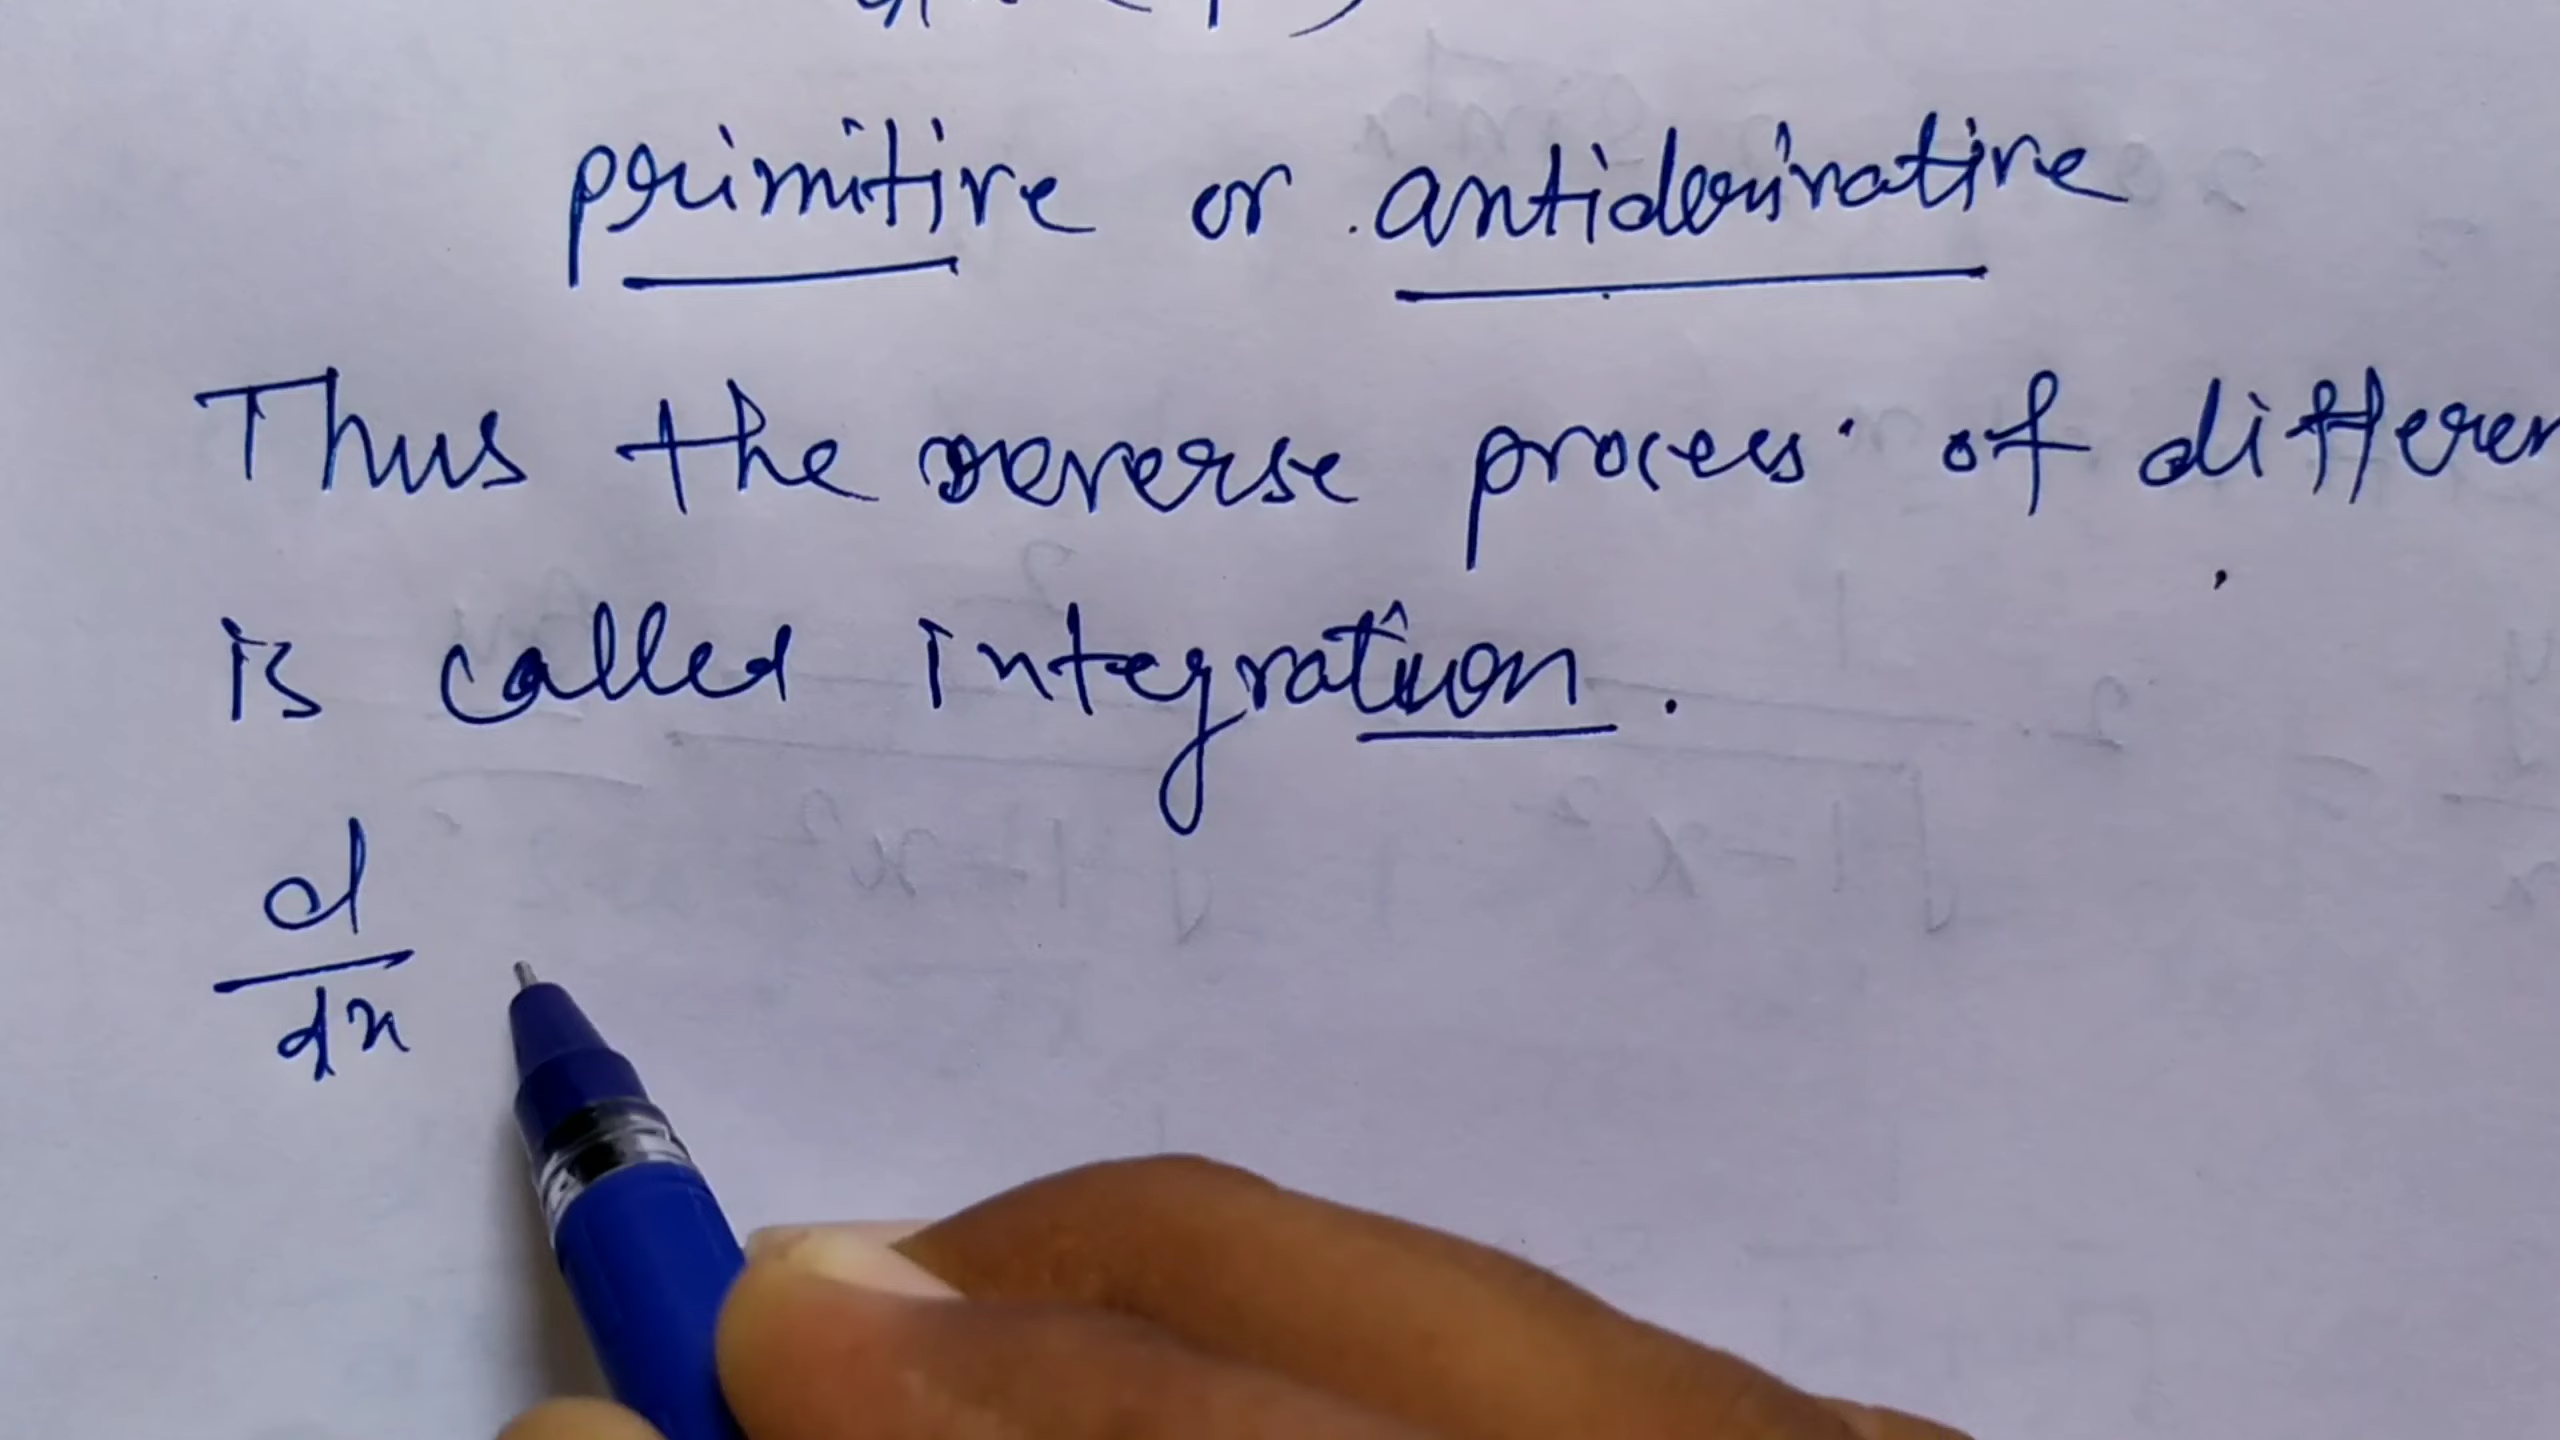 primitive or antiderivative
Thus the reverse process of differen
is called integration.
d
dx